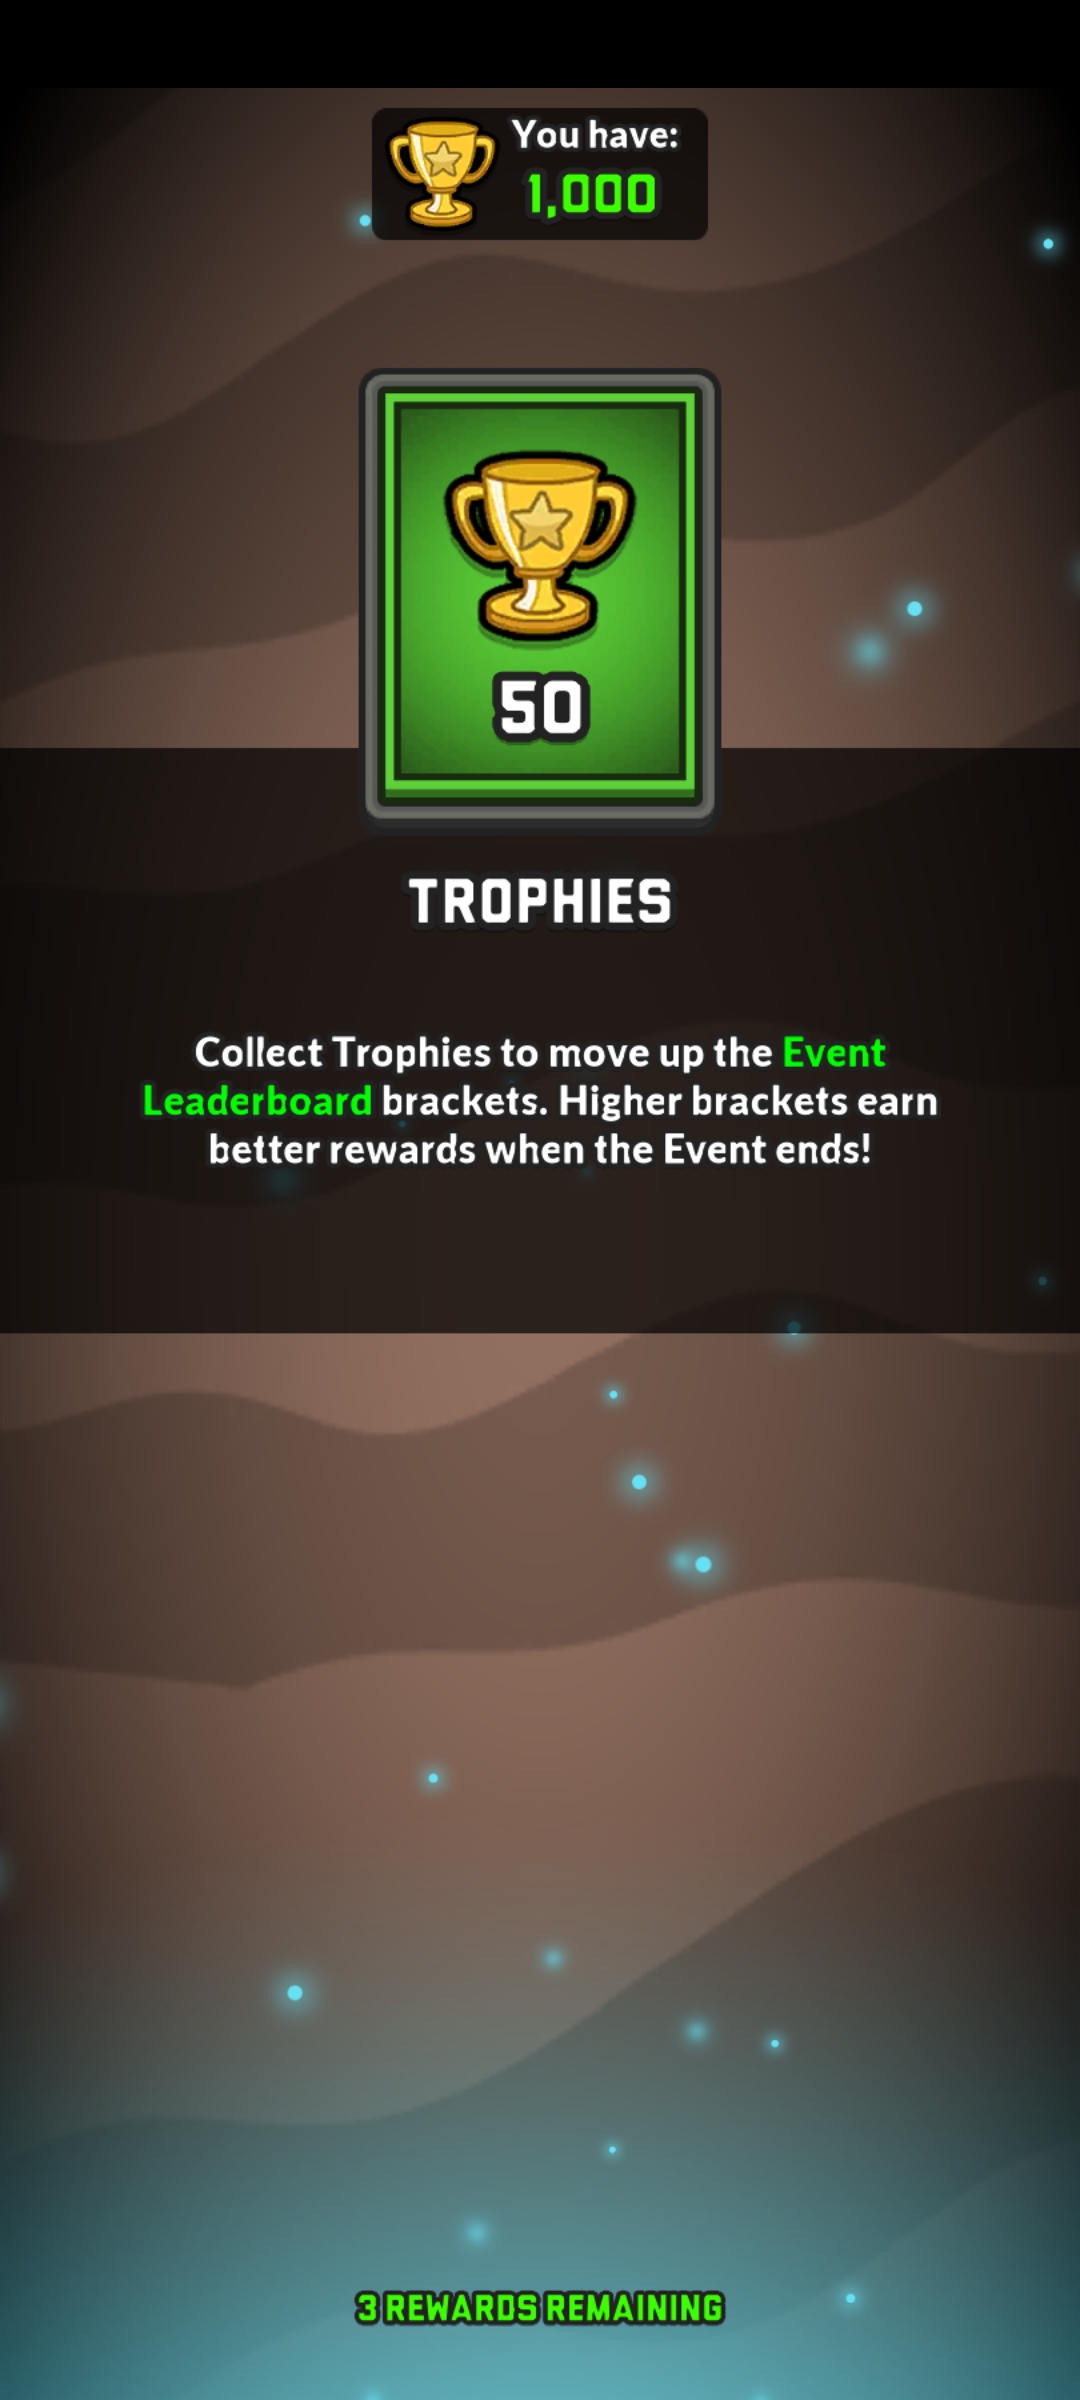 You have:
1,000
50
TROPHIES
Collect Trophies to move up the Event
Leaderboard brackets. Higher brackets earn
better rewards when the Event ends!
3 REWARDS REMAINING